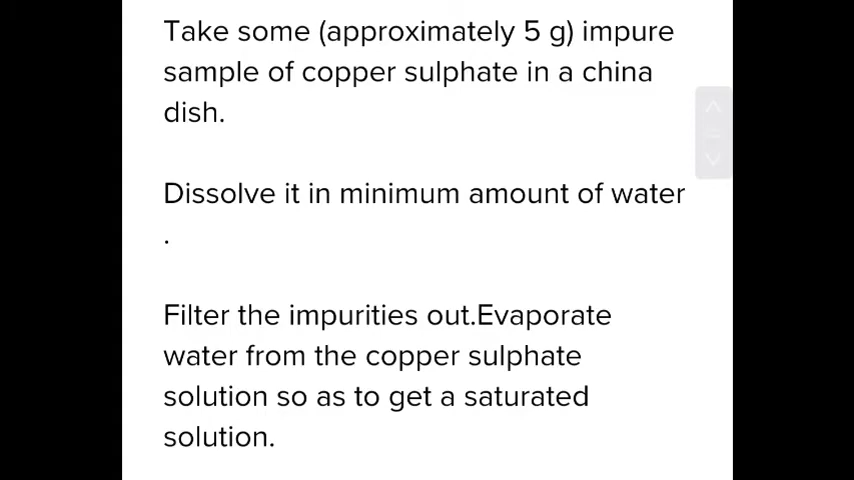 Take some (approximately 5 g) impure
sample of copper sulphate in a china
dish.
Dissolve it in minimum amount of water
.
Filter the impurities out.Evaporate
water from the copper sulphate
solution so as to get a saturated
solution.